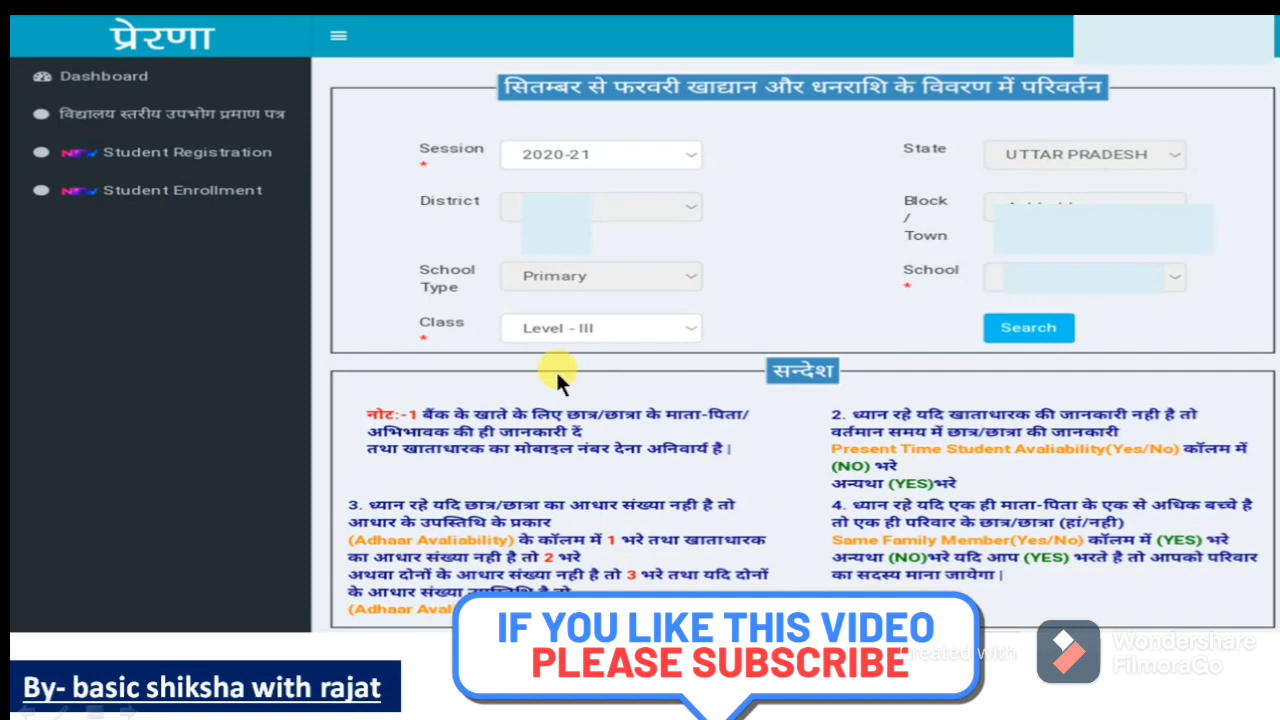 प्रेरणा
Dashboard
विद्यालय स्तरीय उपभोग प्रमाण पत्र
NEW Student Registration
NEW Student Enrollment
सितम्बर से फरवरी खाद्यान और धनराशि के विवरण में परिवर्तन
Session *
2020-21
State
UTTAR PRADESH
District
Block / Town
School Type
Primary
School *
Class *
Level - III
Search
सन्देश
नोट:-1 बैंक के खाते के लिए छात्र/छात्रा के माता-पिता/
अभिभावक की ही जानकारी दें
तथा खाताधारक का मोबाइल नंबर देना अनिवार्य है |
2. ध्यान रहे यदि खाताधारक की जानकारी नही है तो
वर्तमान समय में छात्र/छात्रा की जानकारी
Present Time Student Avaliability(Yes/No) कॉलम में
(NO) भरे
अन्यथा (YES)भरे
3. ध्यान रहे यदि छात्र/छात्रा का आधार संख्या नही है तो
आधार के उपस्तिथि के प्रकार
(Adhaar Avaliability) के कॉलम में 1 भरे तथा खाताधारक
का आधार संख्या नही है तो 2 भरे
अथवा दोनों के आधार संख्या नही है तो 3 भरे तथा यदि दोनों
के आधार संख्या उपस्तिथि है तो
(Adhaar Aval
4. ध्यान रहे यदि एक ही माता-पिता के एक से अधिक बच्चे है
तो एक ही परिवार के छात्र/छात्रा (हां/नही)
Same Family Member(Yes/No) कॉलम में (YES) भरे
अन्यथा (NO)भरे यदि आप (YES) भरते है तो आपको परिवार
का सदस्य माना जायेगा |
IF YOU LIKE THIS VIDEO
PLEASE SUBSCRIBE
Created with
Wondershare
FilmoraGo
By- basic shiksha with rajat